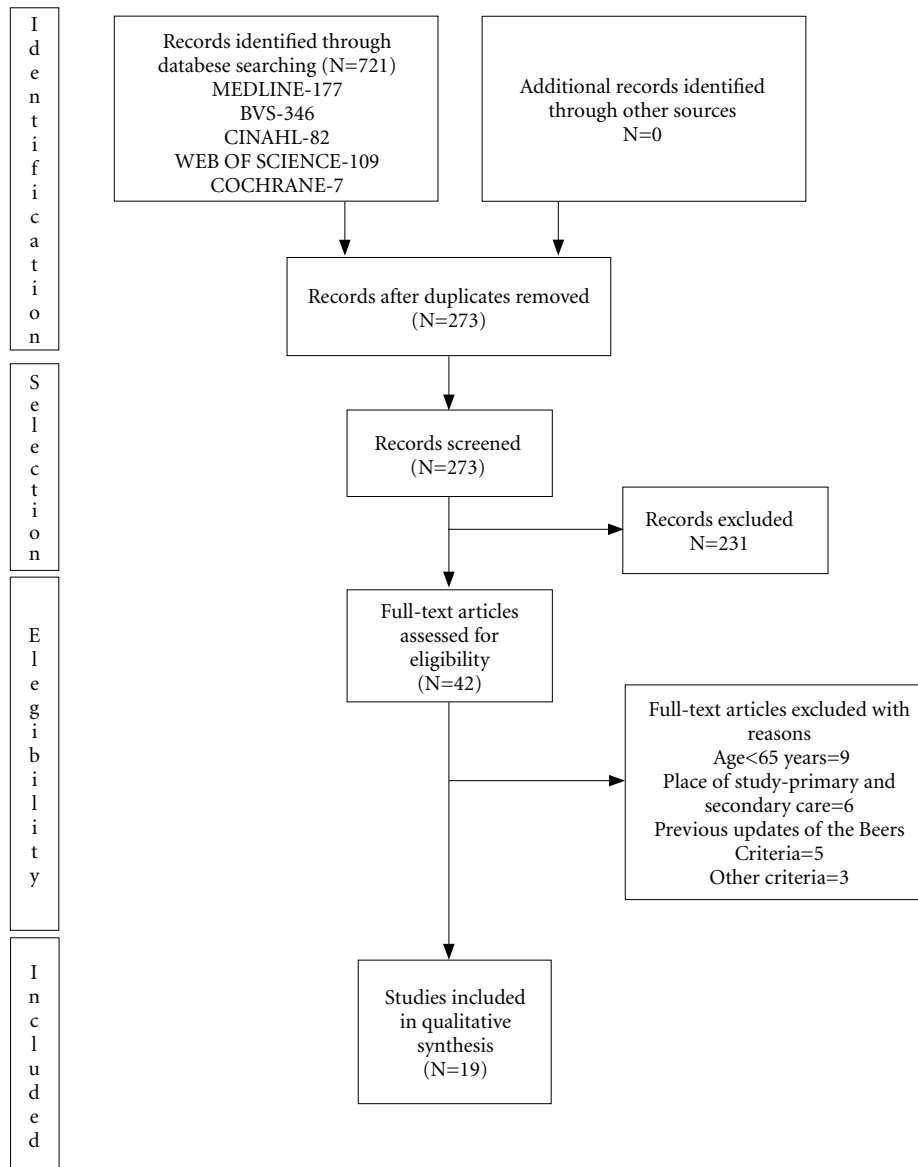 Identification
Records identified through
databese searching (N=721)
MEDLINE-177
BVS-346
CINAHL-82
WEB OF SCIENCE-109
COCHRANE-7
Additional records identified
through other sources
N=0
Records after duplicates removed
(N=273)
Selection
Records screened
(N=273)
Records excluded
N=231
Elegibility
Full-text articles
assessed for
eligibility
(N=42)
Full-text articles excluded with
reasons
Age<65 years=9
Place of study-primary and
secondary care=6
Previous updates of the Beers
Criteria=5
Other criteria=3
Included
Studies included
in qualitative
synthesis
(N=19)